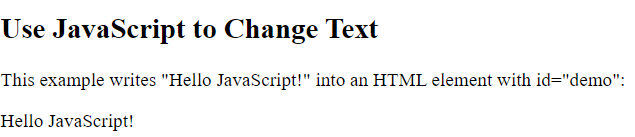 Use JavaScript to Change Text
This example writes "Hello JavaScript!" into an HTML element with id="demo":
Hello JavaScript!